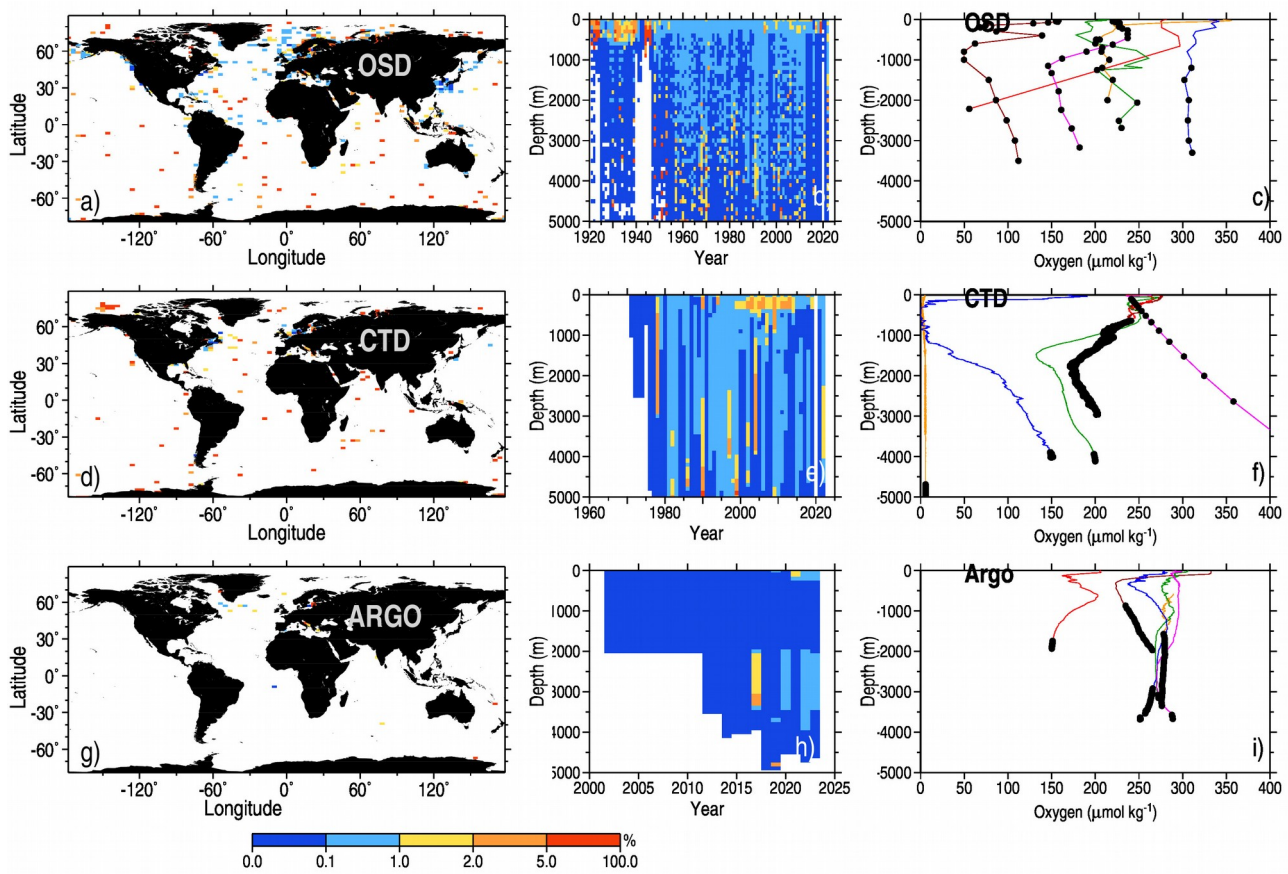 Latitude
60°
30°
0°
-30°
-60°
OSD
a)
-120° -60° 0° 60° 120°
Longitude
Depth (m)
0
1000
2000
3000
4000
5000
b
1920 1940 1960 1980 2000 2020
Year
Depth (m)
0
-1000
-2000
-3000
-4000
-5000
OSD
c)
0 50 100 150 200 250 300 350 400
Oxygen (μmol kg⁻¹)
Latitude
60°
30°
0°
-30°
-60°
CTD
d)
-120° -60° 0° 60° 120°
Longitude
Depth (m)
0
1000
2000
3000
4000
5000
e)
1960 1980 2000 2020
Year
Depth (m)
0
-1000
-2000
-3000
-4000
-5000
CTD
f)
0 50 100 150 200 250 300 350 400
Oxygen (μmol kg⁻¹)
Latitude
60°
30°
0°
-30°
-60°
ARGO
g)
-120° -60° 0° 60° 120°
Longitude
Depth (m)
0
1000
2000
3000
4000
5000
h)
2000 2005 2010 2015 2020 2025
Year
Depth (m)
0
-1000
-2000
-3000
-4000
-5000
Argo
i)
0 50 100 150 200 250 300 350 400
Oxygen (μmol kg⁻¹)
%
0.0 0.1 1.0 2.0 5.0 100.0